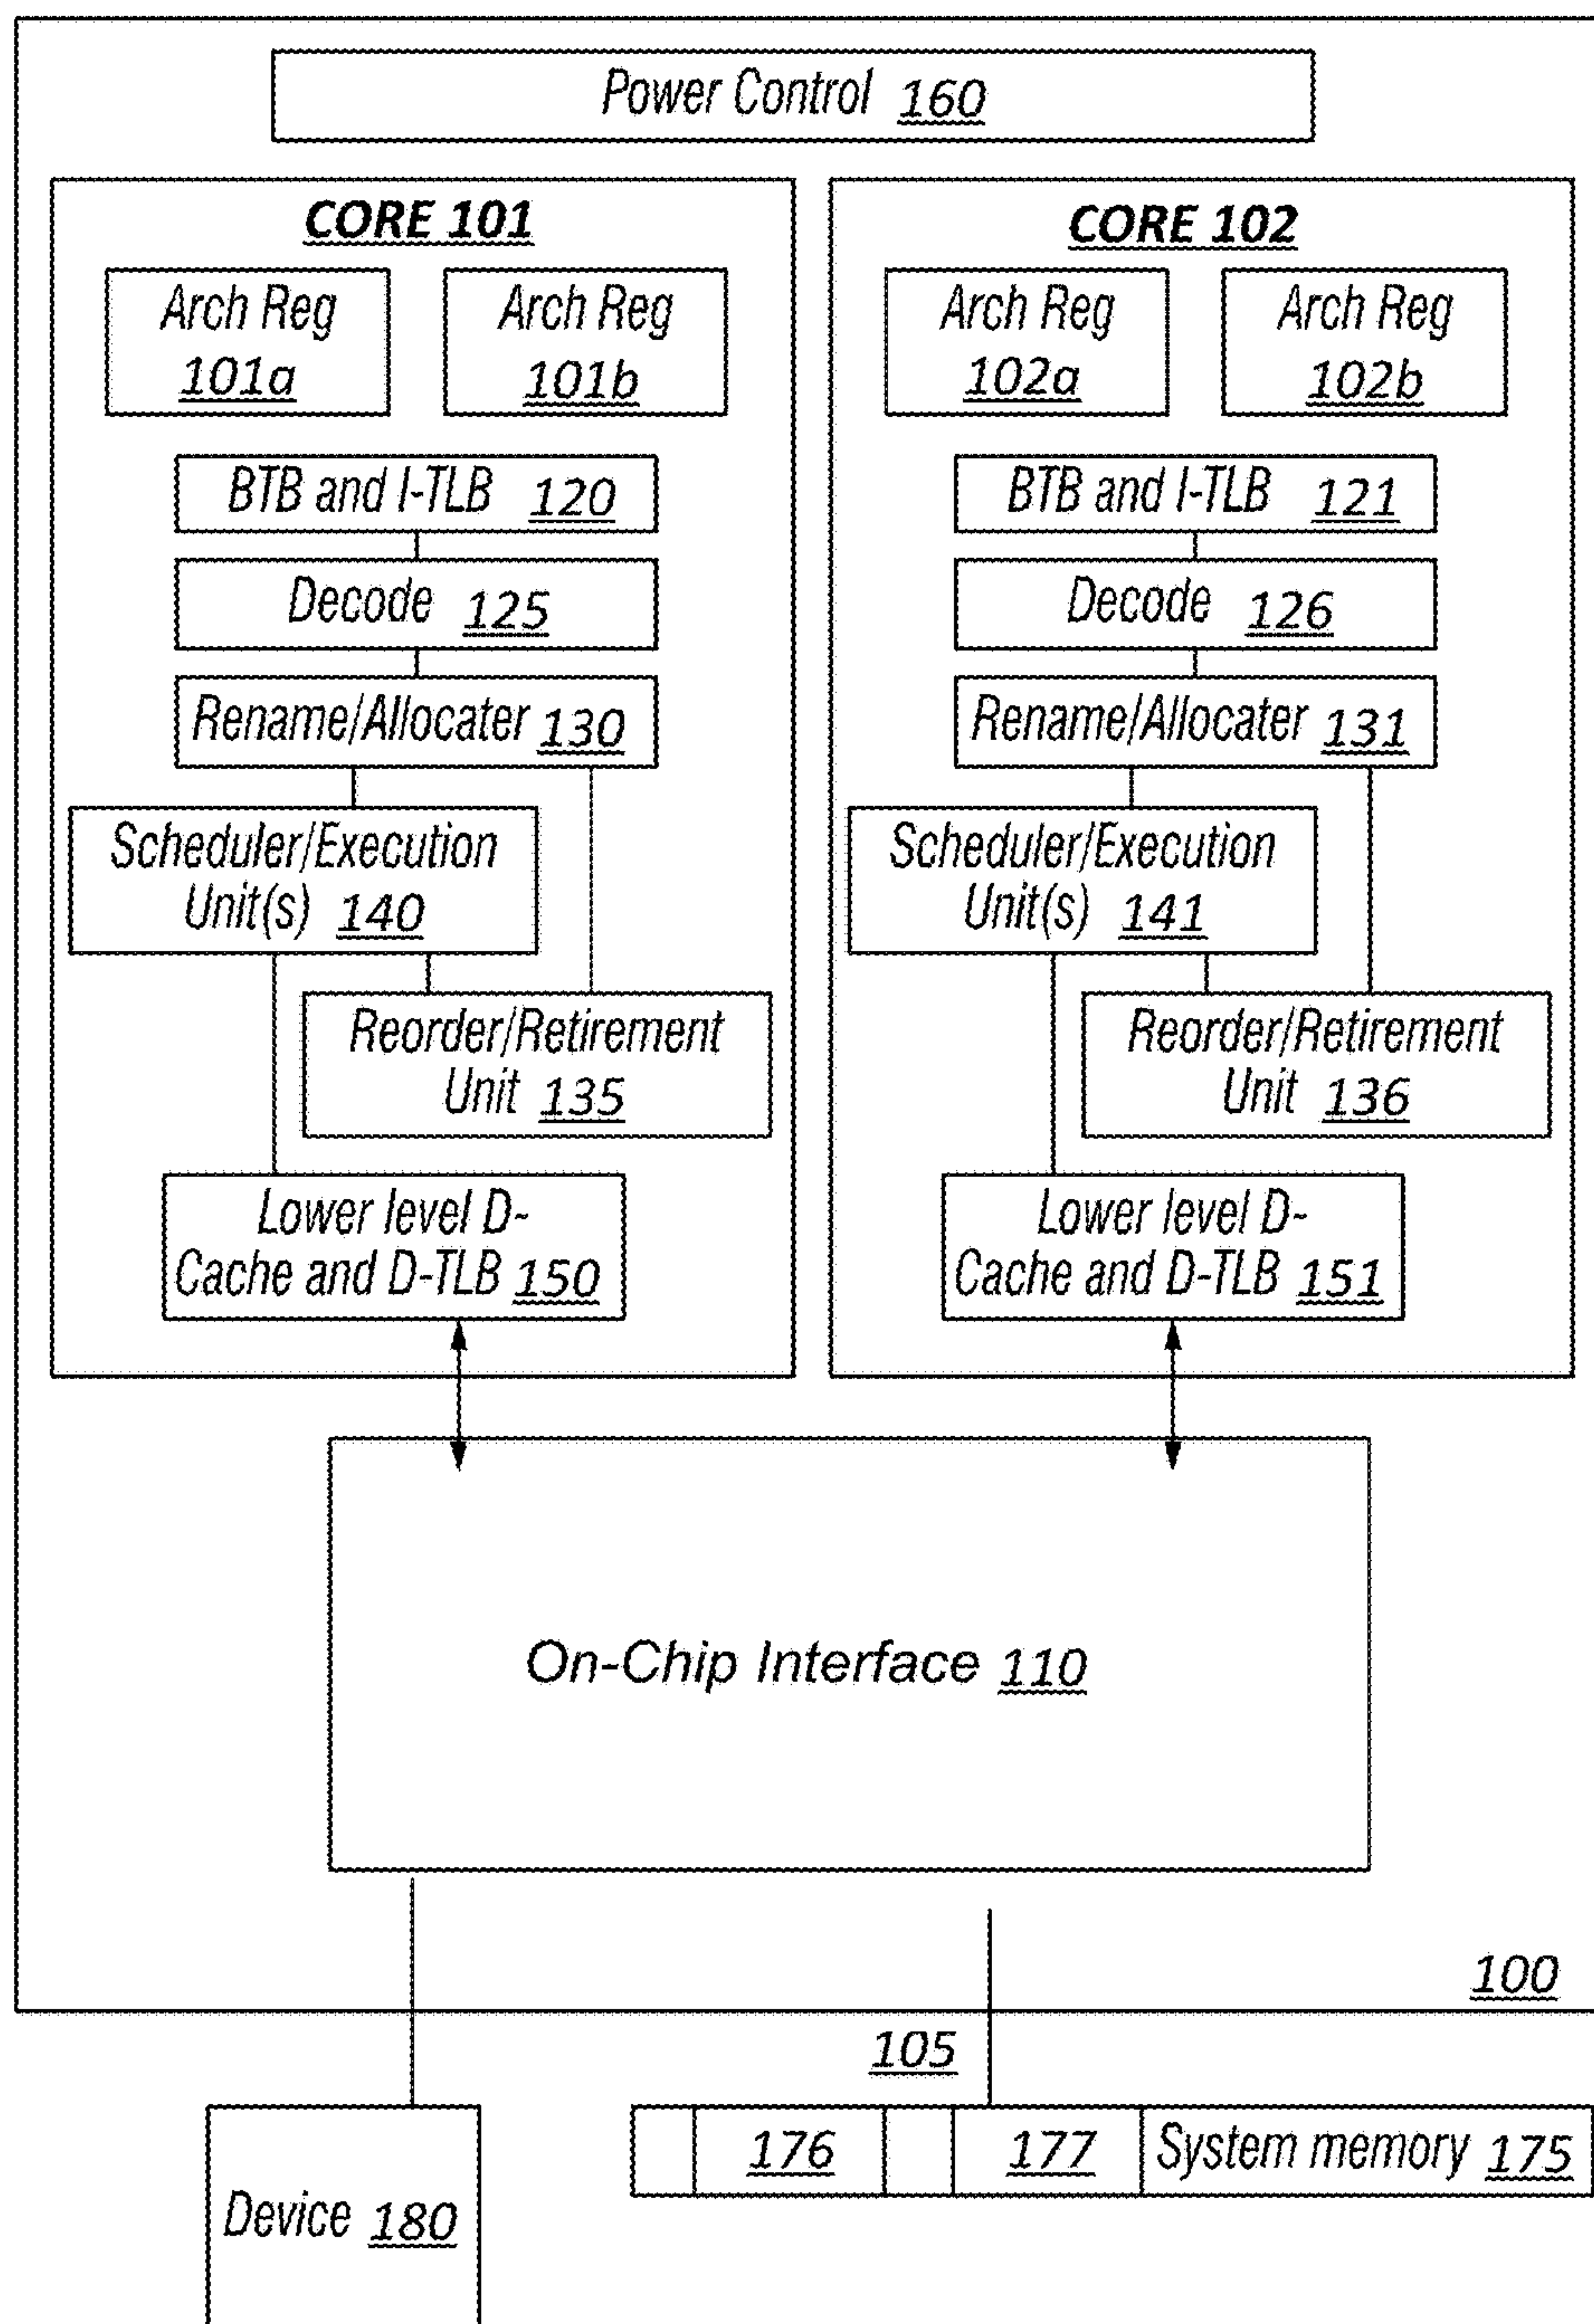 Power Control 160
CORE 101
Arch Reg
101a
Arch Reg
101b
BTB and I-TLB 120
Decode 125
Rename/Allocater 130
Scheduler/Execution
Unit(s) 140
Reorder/Retirement
Unit 135
Lower level D-
Cache and D-TLB 150
CORE 102
Arch Reg
102a
Arch Reg
102b
BTB and I-TLB 121
Decode 126
Rename/Allocater 131
Scheduler/Execution
Unit(s) 141
Reorder/Retirement
Unit 136
Lower level D-
Cache and D-TLB 151
On-Chip Interface 110
100
105
176
177
System memory 175
Device 180